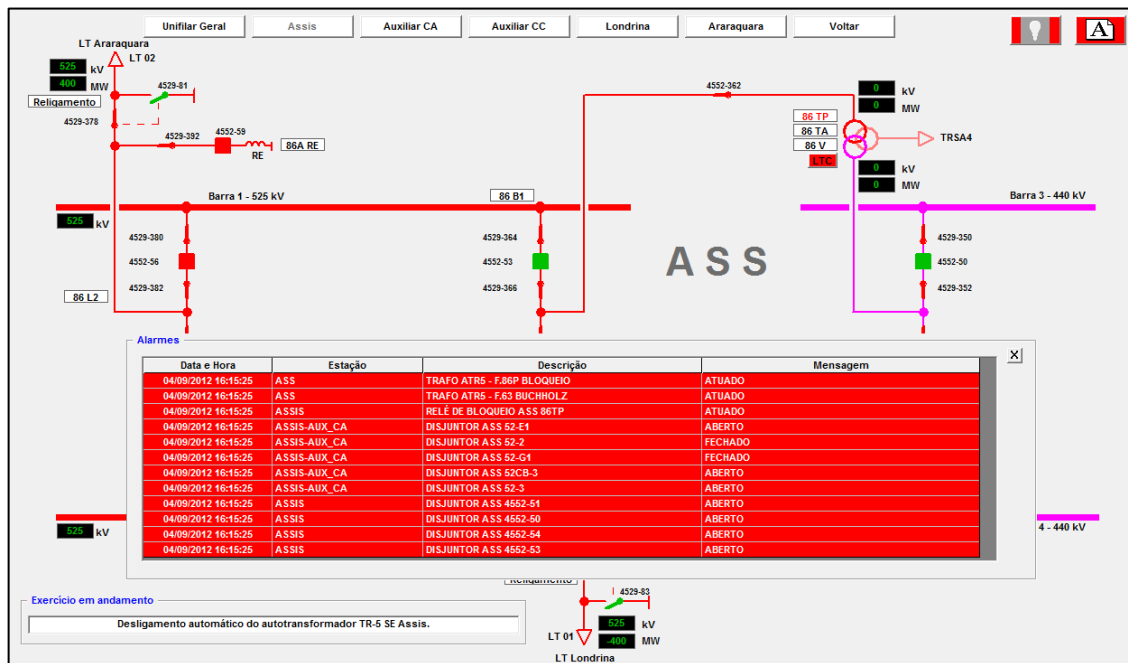 Unifilar Geral Assis Auxiliar CA Auxiliar CC Londrina Araraquara Voltar A
LT Araraquara
LT 02
525 kV
400 MW
4529-81
Religamento
4529-378
4529-392
4552-59
RE
86A RE
4552-362
0 kV
0 MW
86 TP
86 TA
86 V
LTC
TRSA4
0 kV
0 MW
Barra 1 - 525 kV
86 B1
Barra 3 - 440 kV
525 kV
4529-380
4552-56
4529-382
86 L2
4529-364
4552-53
4529-366
A S S
4529-350
4552-50
4529-352
Alarmes
X
Data e Hora Estação Descrição Mensagem
04/09/2012 16:15:25 ASS TRAFO ATR5 - F.86P BLOQUEIO ATUADO
04/09/2012 16:15:25 ASS TRAFO ATR5 - F.63 BUCHHOLZ ATUADO
04/09/2012 16:15:25 ASSIS RELÉ DE BLOQUEIO ASS 86TP ATUADO
04/09/2012 16:15:25 ASSIS-AUX_CA DISJUNTOR ASS 52-E1 ABERTO
04/09/2012 16:15:25 ASSIS-AUX_CA DISJUNTOR ASS 52-2 FECHADO
04/09/2012 16:15:25 ASSIS-AUX_CA DISJUNTOR ASS 52-G1 FECHADO
04/09/2012 16:15:25 ASSIS-AUX_CA DISJUNTOR ASS 52CB-3 ABERTO
04/09/2012 16:15:25 ASSIS-AUX_CA DISJUNTOR ASS 52-3 ABERTO
04/09/2012 16:15:25 ASSIS DISJUNTOR ASS 4552-51 ABERTO
04/09/2012 16:15:25 ASSIS DISJUNTOR ASS 4552-50 ABERTO
04/09/2012 16:15:25 ASSIS DISJUNTOR ASS 4552-54 ABERTO
04/09/2012 16:15:25 ASSIS DISJUNTOR ASS 4552-53 ABERTO
525 kV
4 - 440 kV
Religamento
4529-83
525 kV
-400 MW
LT 01
LT Londrina
Exercício em andamento
Desligamento automático do autotransformador TR-5 SE Assis.